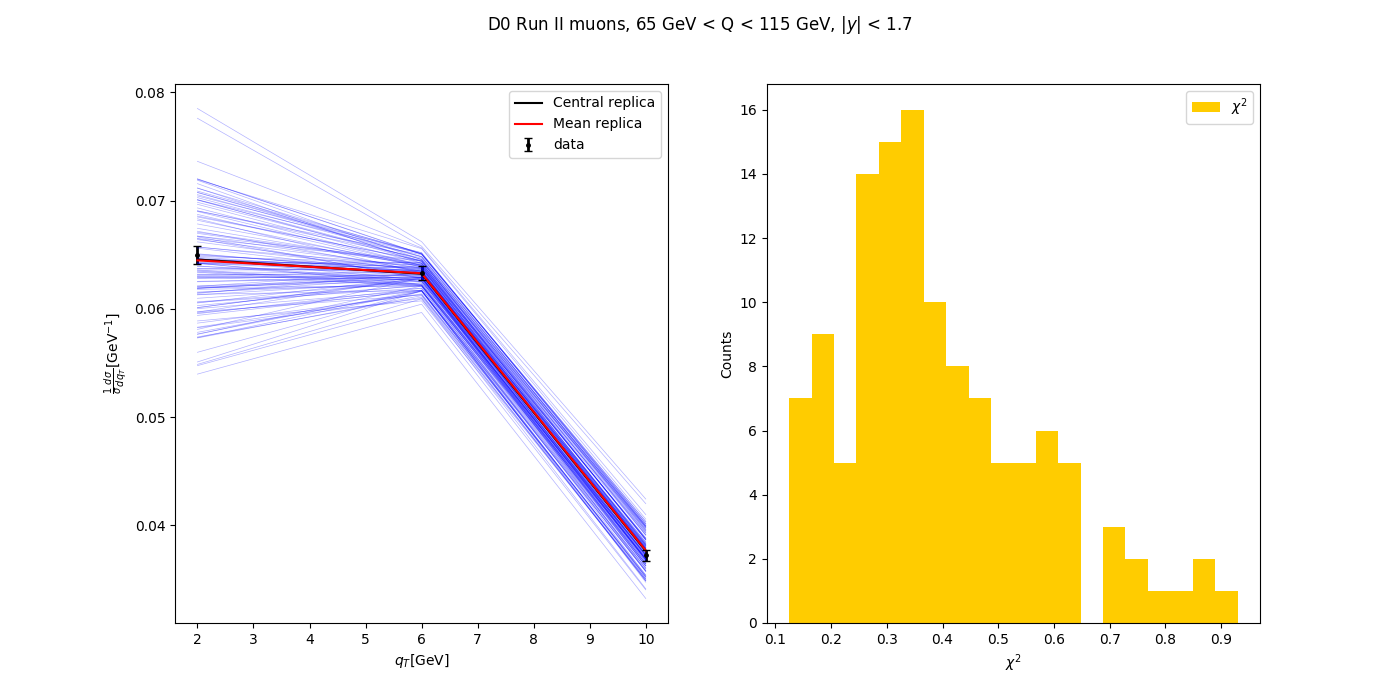 D0 Run II muons, 65 GeV < Q < 115 GeV, |y| < 1.7
0.08
0.07
0.06
0.05
0.04
2 3 4 5 6 7 8 9 10
1/σ dσ/dq_T [GeV⁻¹]
q_T[GeV]
Central replica
Mean replica
data
16
14
12
10
8
6
4
2
0
0.1 0.2 0.3 0.4 0.5 0.6 0.7 0.8 0.9
Counts
χ²
χ²